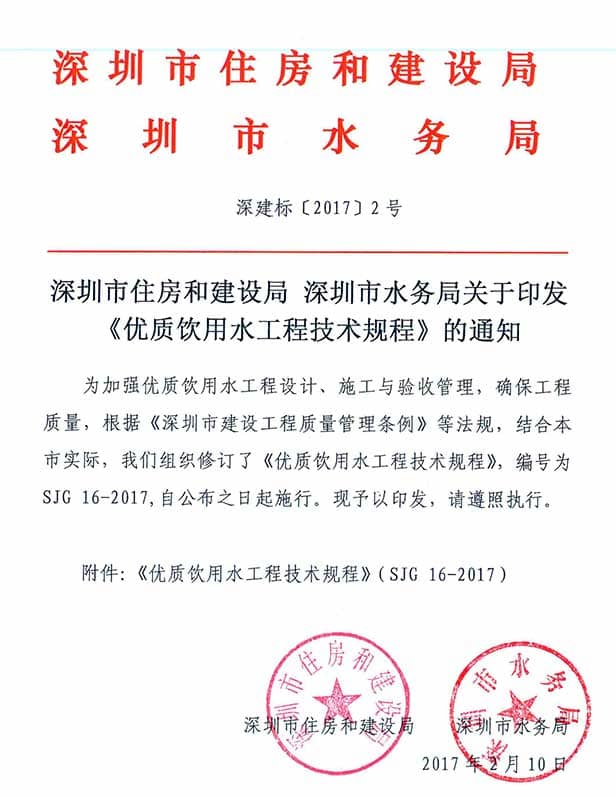 深圳市住房和建设局
深圳市水务局
深建标〔2017〕2号
深圳市住房和建设局 深圳市水务局关于印发
《优质饮用水工程技术规程》的通知
为加强优质饮用水工程设计、施工与验收管理，确保工程
质量，根据《深圳市建设工程质量管理条例》等法规，结合本
市实际，我们组织修订了《优质饮用水工程技术规程》，编号为
SJG 16-2017,自公布之日起施行。现予以印发，请遵照执行。
附件：《优质饮用水工程技术规程》（SJG 16-2017）
深圳市住房和建设局
深圳市水务局
深圳市住房和建设局 深圳市水务局
2017年2月10日